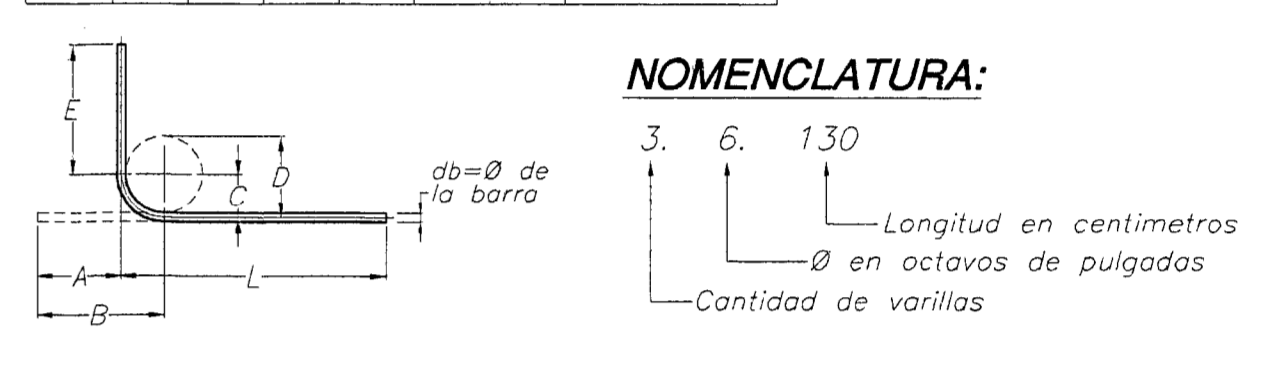 NOMENCLATURA:
3. 6. 130
E
D
C
db=Ø de
la barra
A
L
B
Longitud en centimetros
Ø en octavos de pulgadas
Cantidad de varillas